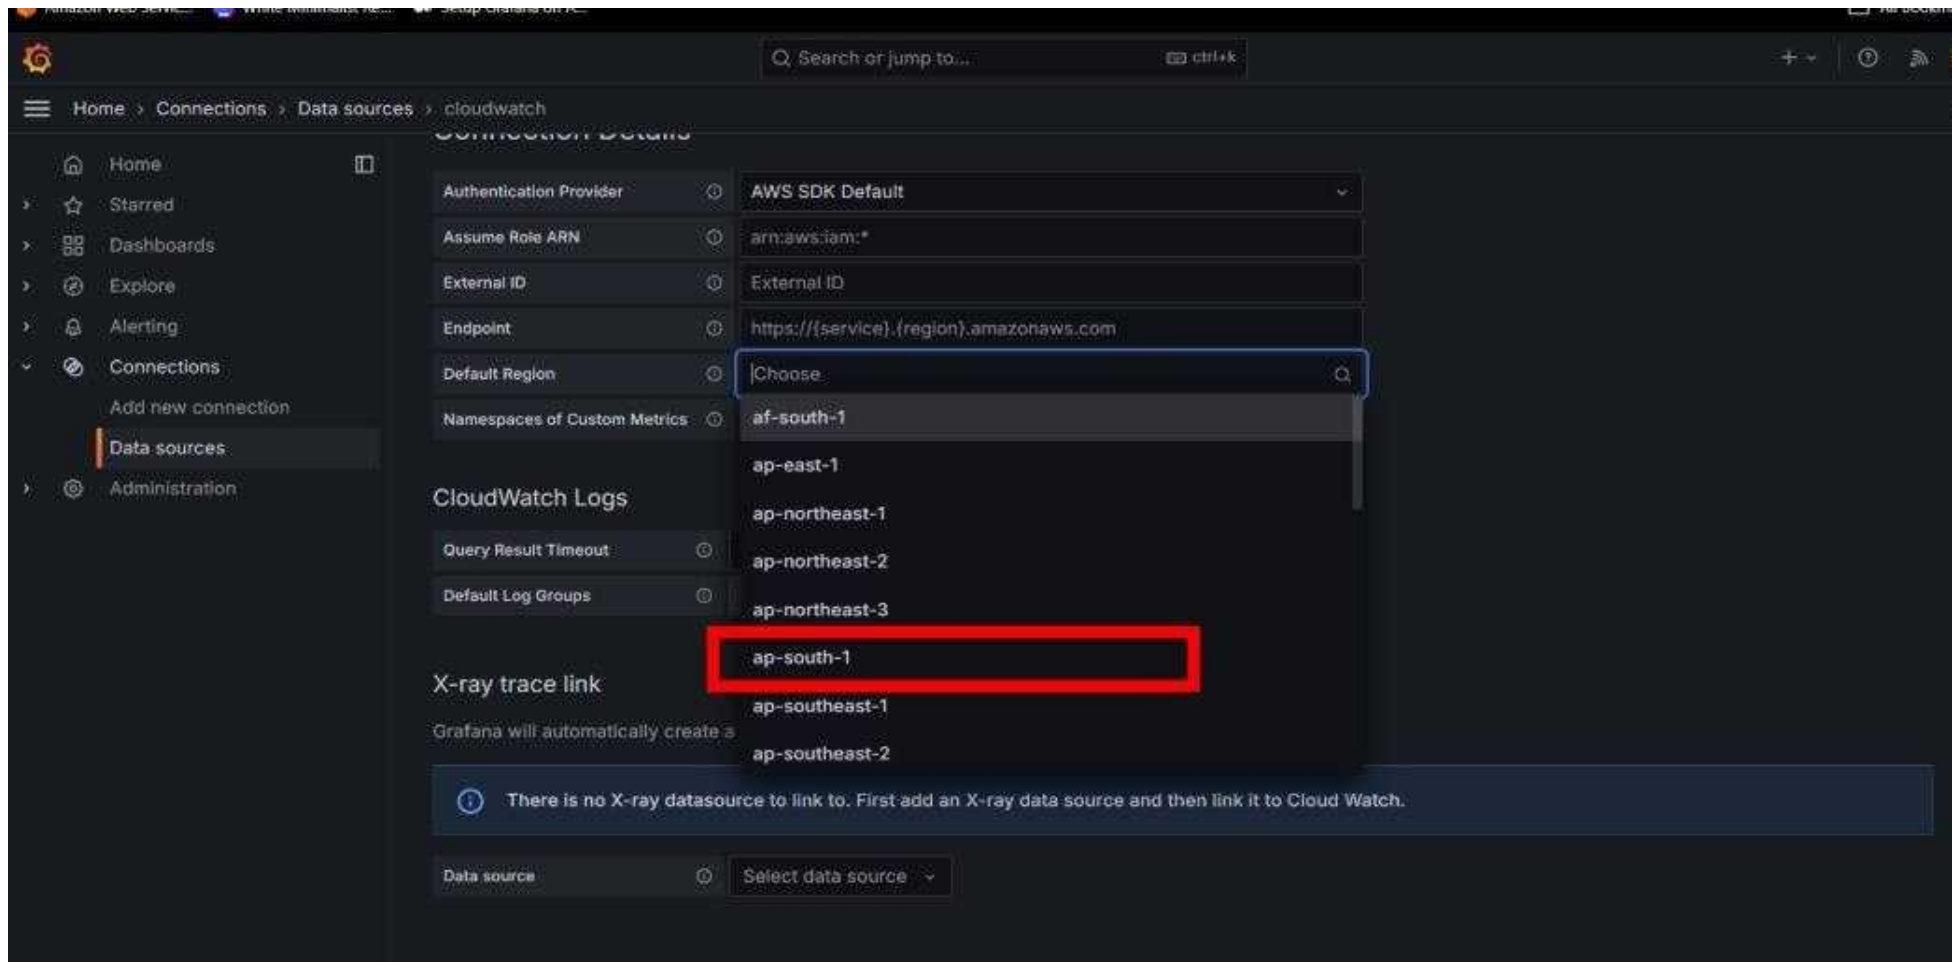 Search or jump to...
ctrl+k
Home › Connections › Data sources › cloudwatch
Connection Details
Home
Starred
Dashboards
Explore
Alerting
Connections
Add new connection
Data sources
Administration
Authentication Provider
AWS SDK Default
Assume Role ARN
arn:aws:iam:*
External ID
External ID
Endpoint
https://{service}.{region}.amazonaws.com
Default Region
Choose
Namespaces of Custom Metrics
af-south-1
ap-east-1
ap-northeast-1
ap-northeast-2
ap-northeast-3
ap-south-1
ap-southeast-1
ap-southeast-2
CloudWatch Logs
Query Result Timeout
Default Log Groups
X-ray trace link
Grafana will automatically create a
There is no X-ray datasource to link to. First add an X-ray data source and then link it to Cloud Watch.
Data source
Select data source